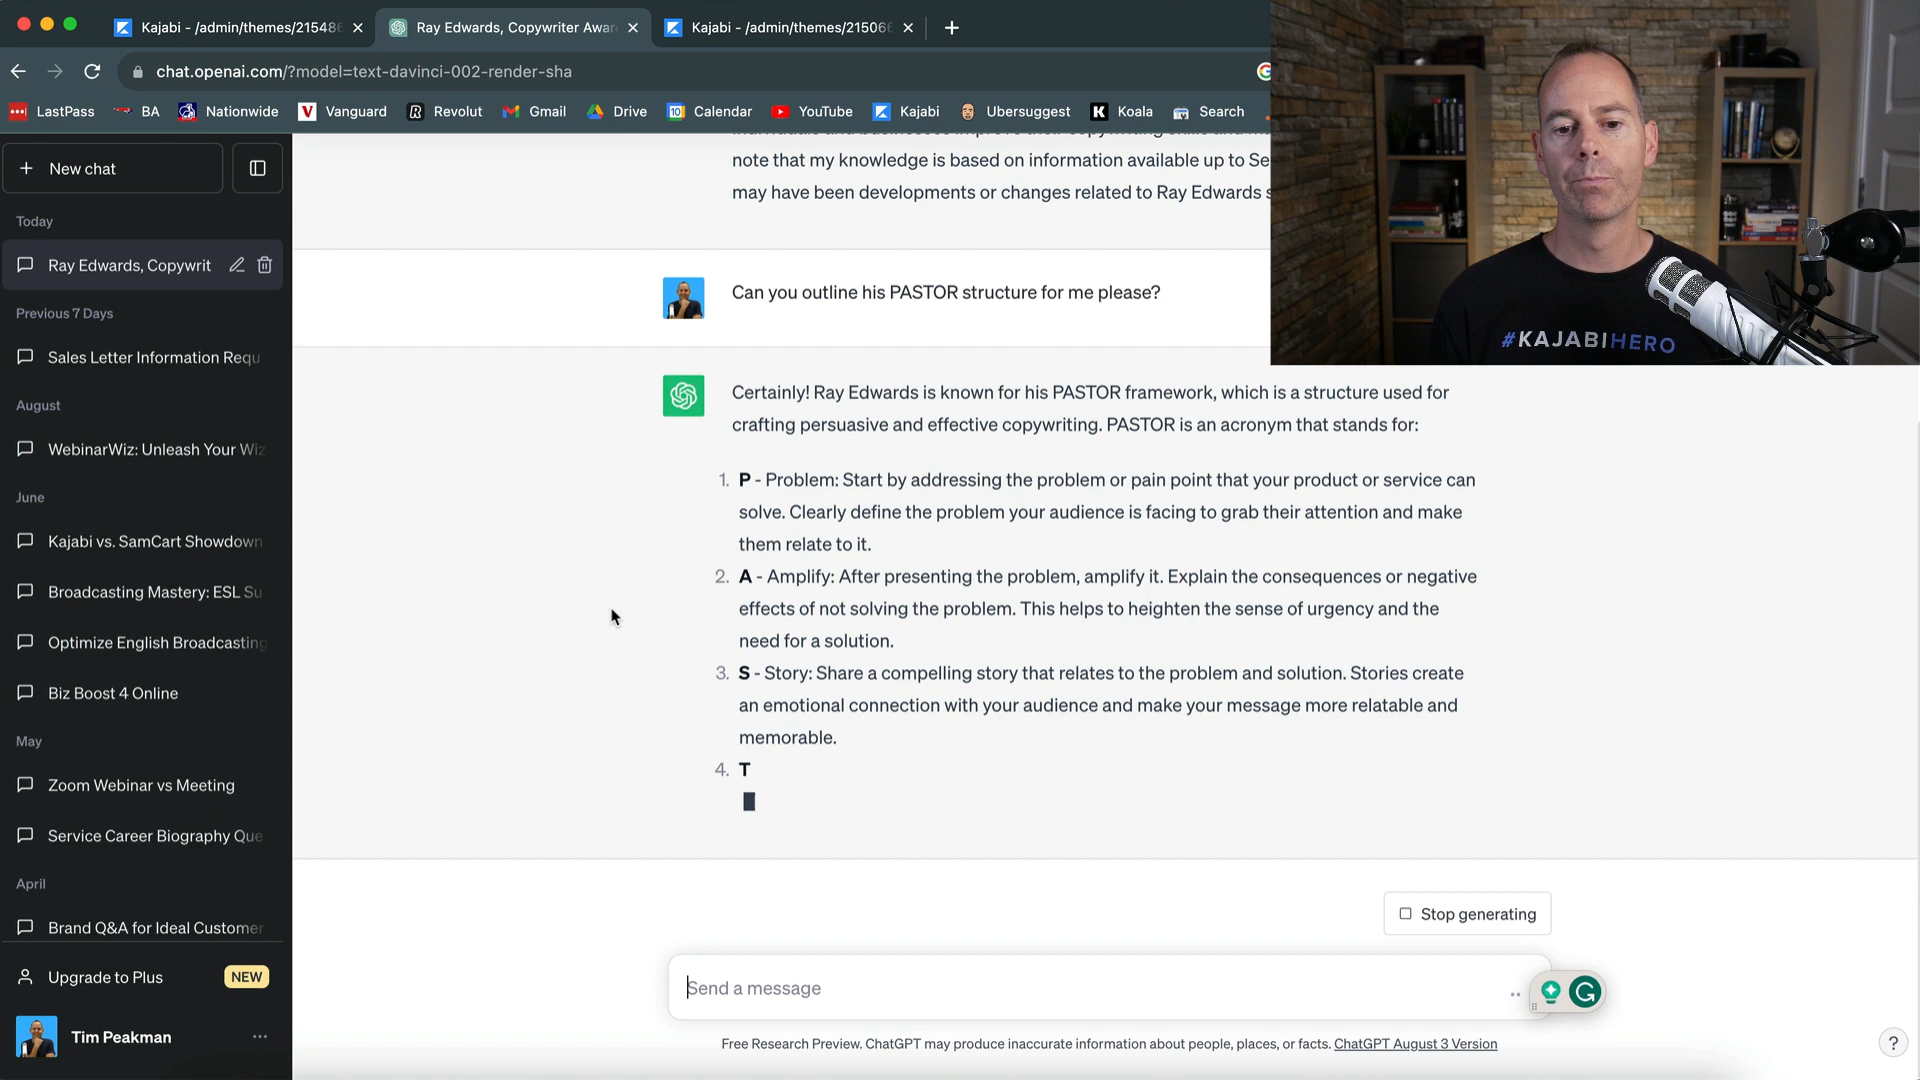 Kajabi - /admin/themes/21548
Ray Edwards, Copywriter Awar
Kajabi - /admin/themes/21506
chat.openai.com/?model=text-davinci-002-render-sha
LastPass
BA
Nationwide
Vanguard
Revolut
Gmail
Drive
Calendar
YouTube
Kajabi
Ubersuggest
Koala
Search
New chat
Today
Ray Edwards, Copywrit
Previous 7 Days
Sales Letter Information Requ
August
WebinarWiz: Unleash Your Wiz
June
Kajabi vs. SamCart Showdown
Broadcasting Mastery: ESL Su
Optimize English Broadcasting
Biz Boost 4 Online
May
Zoom Webinar vs Meeting
Service Career Biography Que
April
Brand Q&A for Ideal Customer
Upgrade to Plus NEW
Tim Peakman
note that my knowledge is based on information available up to Se
may have been developments or changes related to Ray Edwards s
Can you outline his PASTOR structure for me please?
Certainly! Ray Edwards is known for his PASTOR framework, which is a structure used for
crafting persuasive and effective copywriting. PASTOR is an acronym that stands for:
1. P - Problem: Start by addressing the problem or pain point that your product or service can
solve. Clearly define the problem your audience is facing to grab their attention and make
them relate to it.
2. A - Amplify: After presenting the problem, amplify it. Explain the consequences or negative
effects of not solving the problem. This helps to heighten the sense of urgency and the
need for a solution.
3. S - Story: Share a compelling story that relates to the problem and solution. Stories create
an emotional connection with your audience and make your message more relatable and
memorable.
4. T
Stop generating
Send a message
Free Research Preview. ChatGPT may produce inaccurate information about people, places, or facts. ChatGPT August 3 Version
?
#KAJABIHERO